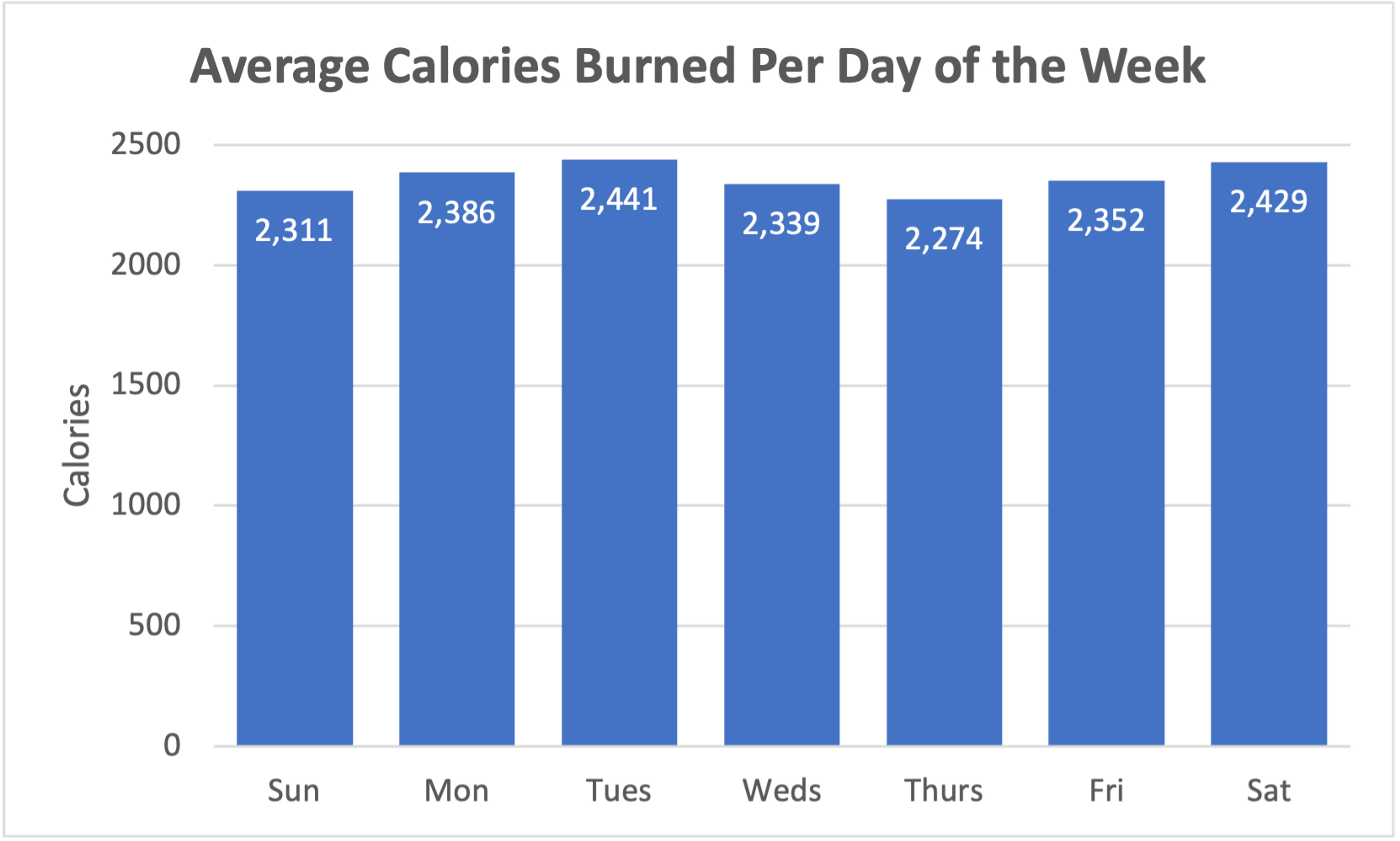 Average Calories Burned Per Day of the Week
2500
2000
1500
1000
500
0
Calories
2,311
2,386
2,441
2,339
2,274
2,352
2,429
Sun
Mon
Tues
Weds
Thurs
Fri
Sat